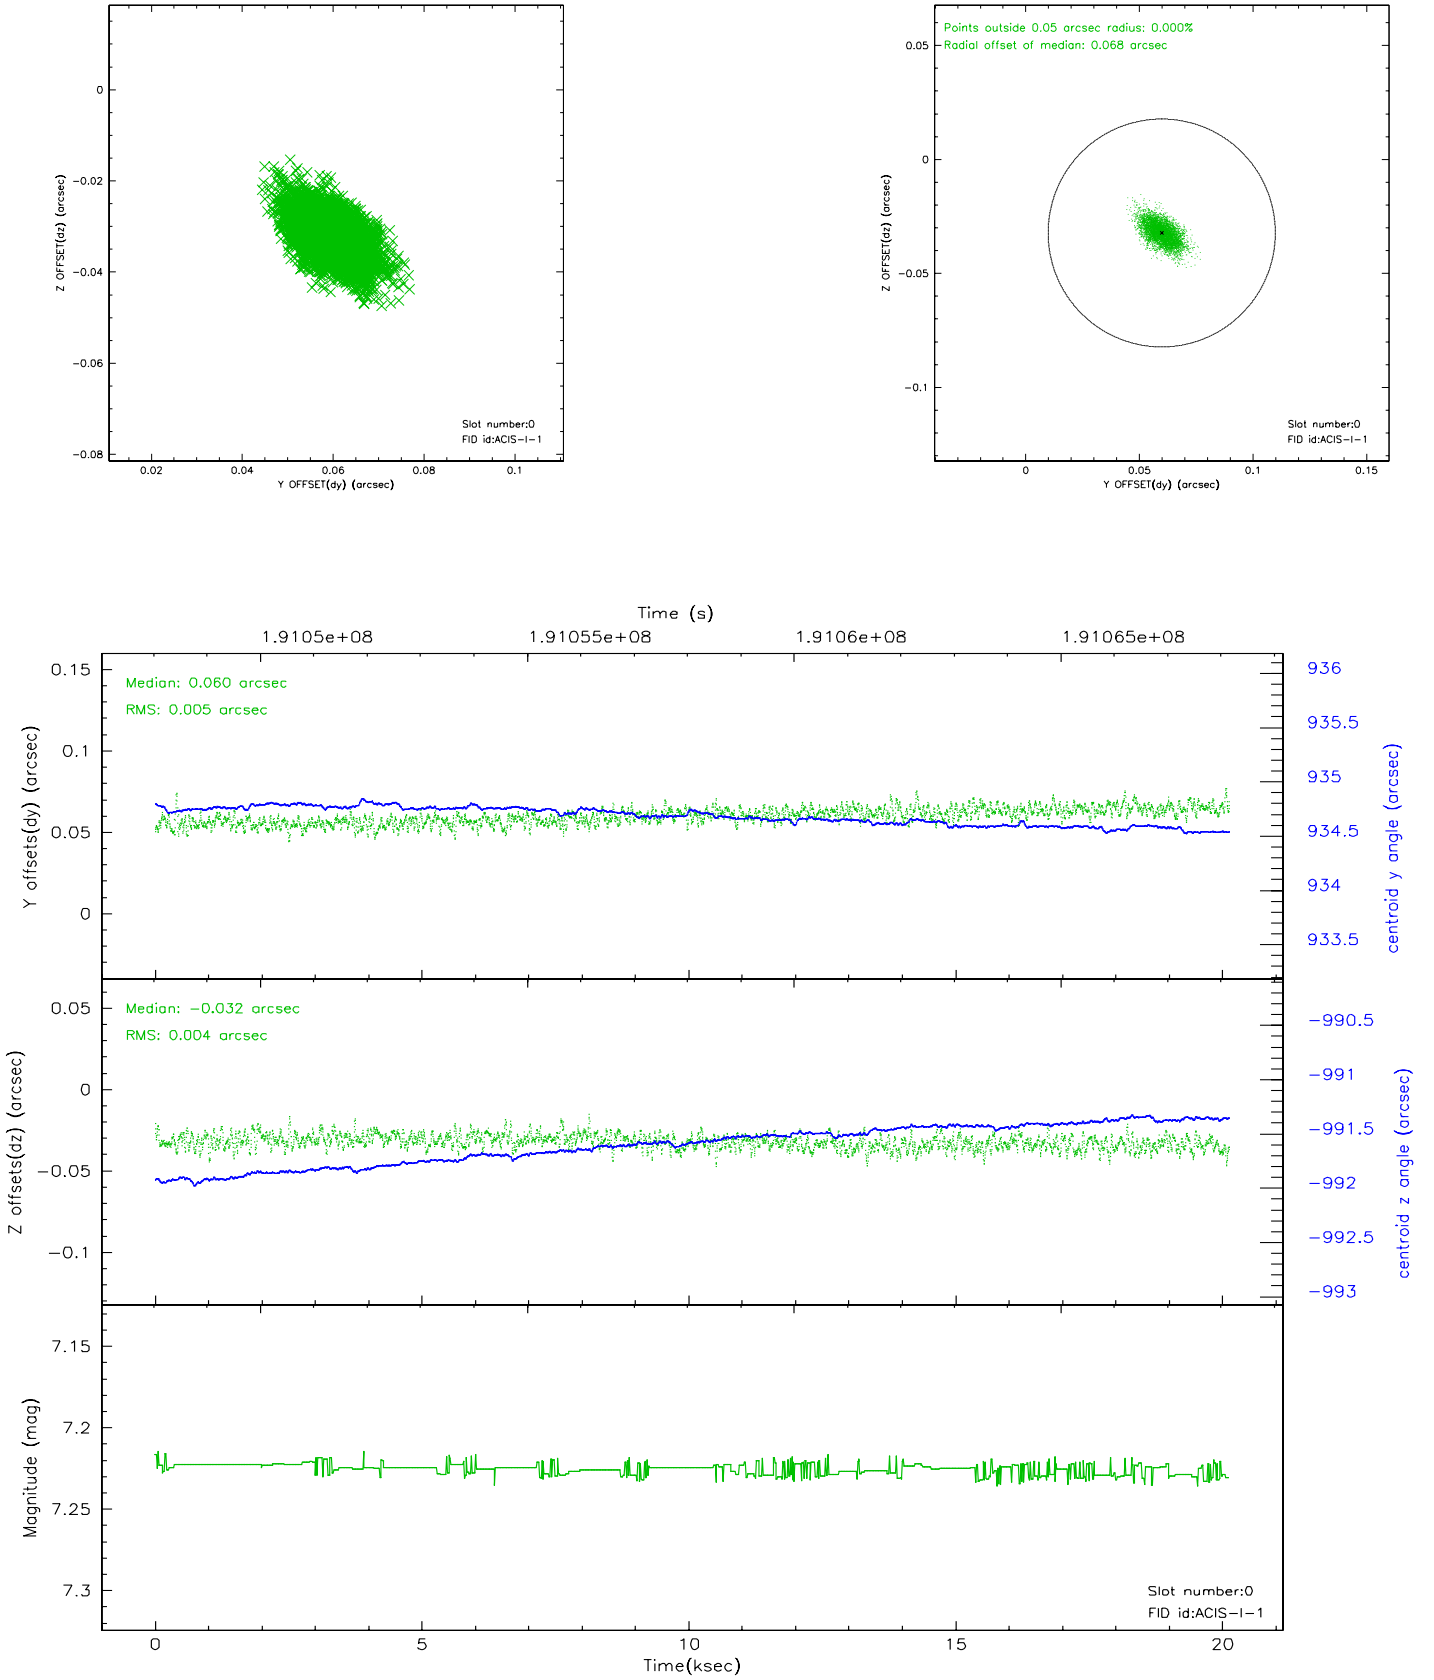 0
−0.02
−0.04
−0.06
−0.08
Z OFFSET(dz) (arcsec)
Slot number:0
FID id:ACIS−I−1
0.02 0.04 0.06 0.08 0.1
Y OFFSET(dy) (arcsec)
Points outside 0.05 arcsec radius: 0.000%
Radial offset of median: 0.068 arcsec
0.05
0
−0.05
−0.1
Z OFFSET(dz) (arcsec)
Slot number:0
FID id:ACIS−I−1
0 0.05 0.1 0.15
Y OFFSET(dy) (arcsec)
Time (s)
1.9105e+08 1.91055e+08 1.9106e+08 1.91065e+08
Median: 0.060 arcsec
RMS: 0.005 arcsec
0.15
0.1
0.05
0
Y offsets(dy) (arcsec)
936
935.5
935
934.5
934
933.5
centroid y angle (arcsec)
Median: −0.032 arcsec
RMS: 0.004 arcsec
0.05
0
−0.05
−0.1
Z offsets(dz) (arcsec)
−990.5
−991
−991.5
−992
−992.5
−993
centroid z angle (arcsec)
7.15
7.2
7.25
7.3
Magnitude (mag)
Slot number:0
FID id:ACIS−I−1
0 5 10 15 20
Time(ksec)